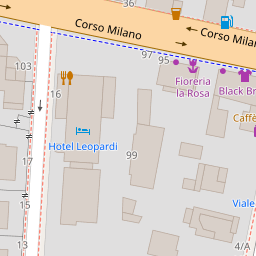 36
Corso Milano
Corso Milan
97
95
103
Fioreria
la Rosa
Black Br
16
Caffè
Hotel Leopardi
99
17
13
Viale
15
4/A